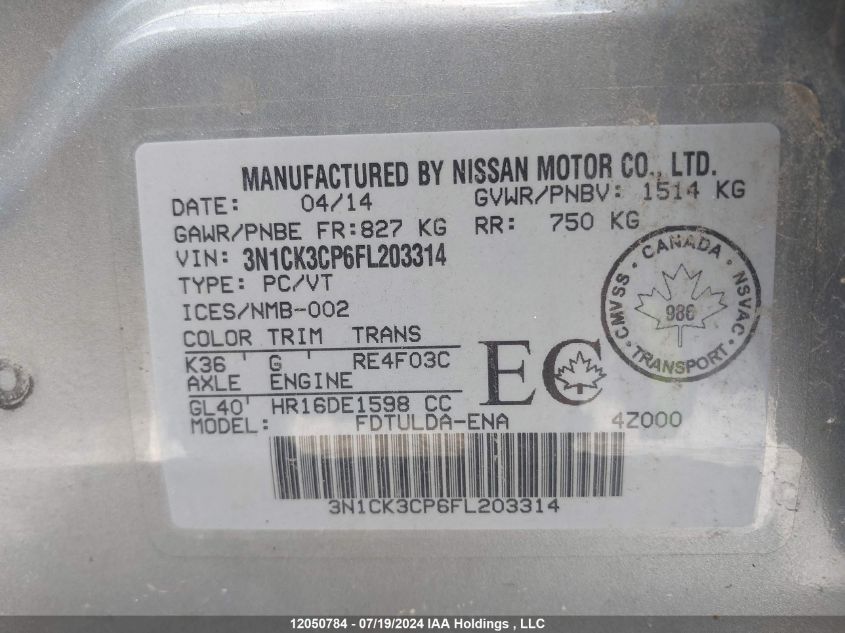 MANUFACTURED BY NISSAN MOTOR CO., LTD.
DATE: 04/14 GVWR/PNBV: 1514 KG
GAWR/PNBE FR:827 KG RR: 750 KG
VIN: 3N1CK3CP6FL203314
TYPE: PC/VT
ICES/NMB-002
COLOR TRIM TRANS
K36 ' G ' RE4F03C
AXLE ENGINE
GL40' HR16DE1598 CC
MODEL: FDTULDA-ENA 4Z000
EC
CANADA
CMVSS NSVAC
986
TRANSPORT
3N1CK3CP6FL203314
12050784 - 07/19/2024 IAA Holdings , LLC